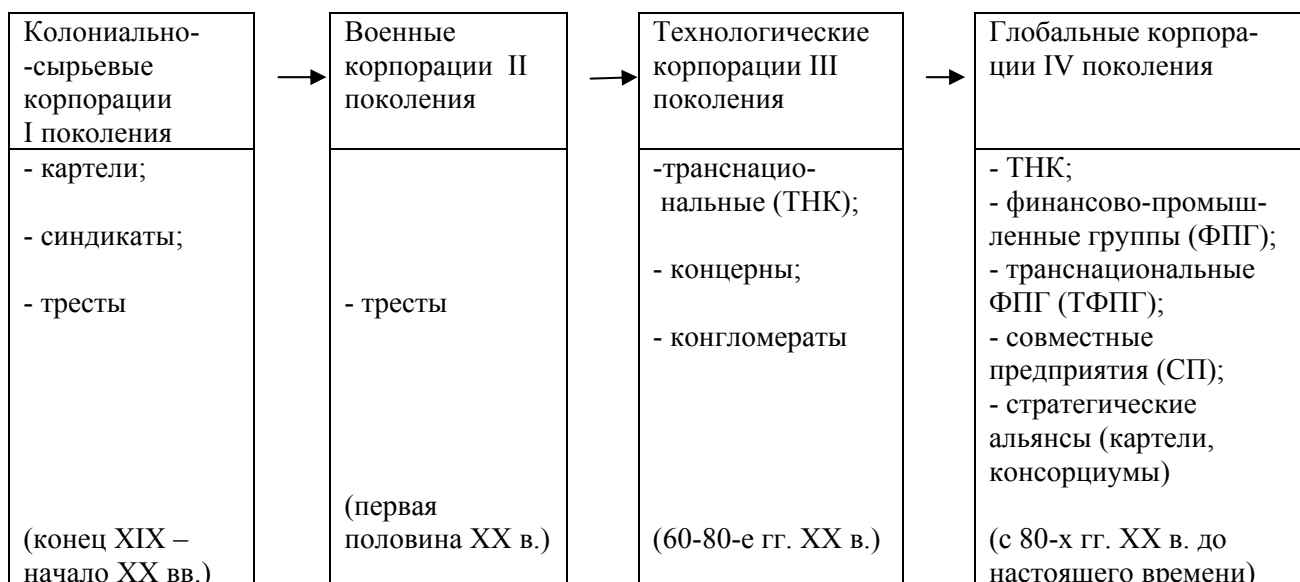 Колониально-
-сырьевые
корпорации
I поколения
- картели;
- синдикаты;
- тресты
(конец XIX –
начало XX вв.)
Военные
корпорации II
поколения
- тресты
(первая
половина XX в.)
Технологические
корпорации III
поколения
-транснацио-
нальные (ТНК);
- концерны;
- конгломераты
(60-80-е гг. XX в.)
Глобальные корпора-
ции IV поколения
- ТНК;
- финансово-промыш-
ленные группы (ФПГ);
- транснациональные
ФПГ (ТФПГ);
- совместные
предприятия (СП);
- стратегические
альянсы (картели,
консорциумы)
(с 80-х гг. XX в. до
настоящего времени)